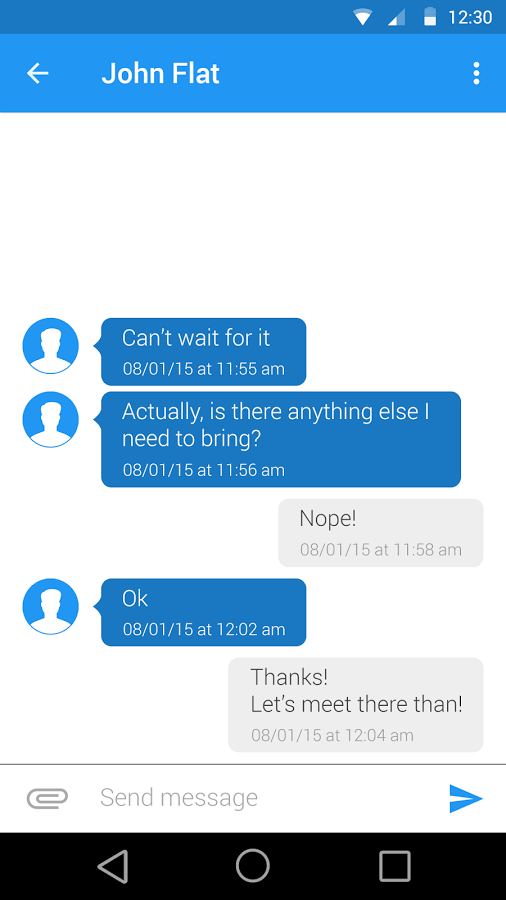 12:30
John Flat
Can't wait for it
08/01/15 at 11:55 am
Actually, is there anything else I
need to bring?
08/01/15 at 11:56 am
Nope!
08/01/15 at 11:58 am
Ok
08/01/15 at 12:02 am
Thanks!
Let's meet there than!
08/01/15 at 12:04 am
Send message